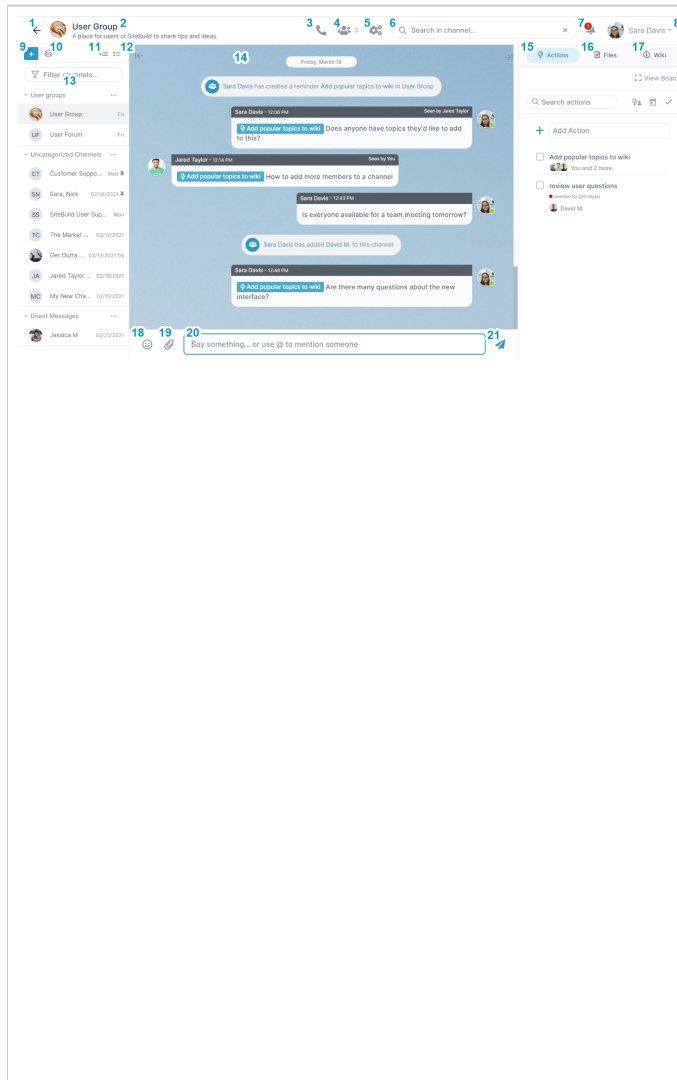 1
User Group 2
A place for users of SiteBuild to share tips and ideas.
3
4
3
5
6
Search in channel...
×
7
1
Sara Davis
8
9
+
10
11
12
Filter channels...
13
User groups
...
User Group Fri
UF User Forum Fri
Uncategorized Channels
...
CT Customer Suppo... Wed
SN Sara, Nick 02/18/2021
SS SiteBuild User Sup... Mon
TC The Market ... 03/12/2021
Get Outta ... 03/12/2021
JA Jared Taylor ... 02/18/2021
MC My New Cha... 02/15/2021
Direct Messages
...
Jessica M 02/25/2021
14
Friday, March 19
Sara Davis has created a reminder Add popular topics to wiki in User Group
Sara Davis - 12:06 PM Seen by Jared Taylor
Add popular topics to wiki Does anyone have topics they'd like to add
to this?
Jared Taylor - 12:14 PM Seen by You
Add popular topics to wiki How to add more members to a channel
Sara Davis - 12:43 PM
Is everyone available for a team meeting tomorrow?
Sara Davis has added David M. to this channel
Sara Davis - 12:48 PM
Add popular topics to wiki Are there many questions about the new
interface?
18
19
20
Say something... or use @ to mention someone
21
15
Actions
16
Files
17
Wiki
View Board
Search actions
+ Add Action
Add popular topics to wiki
You and 2 more
review user questions
David M.